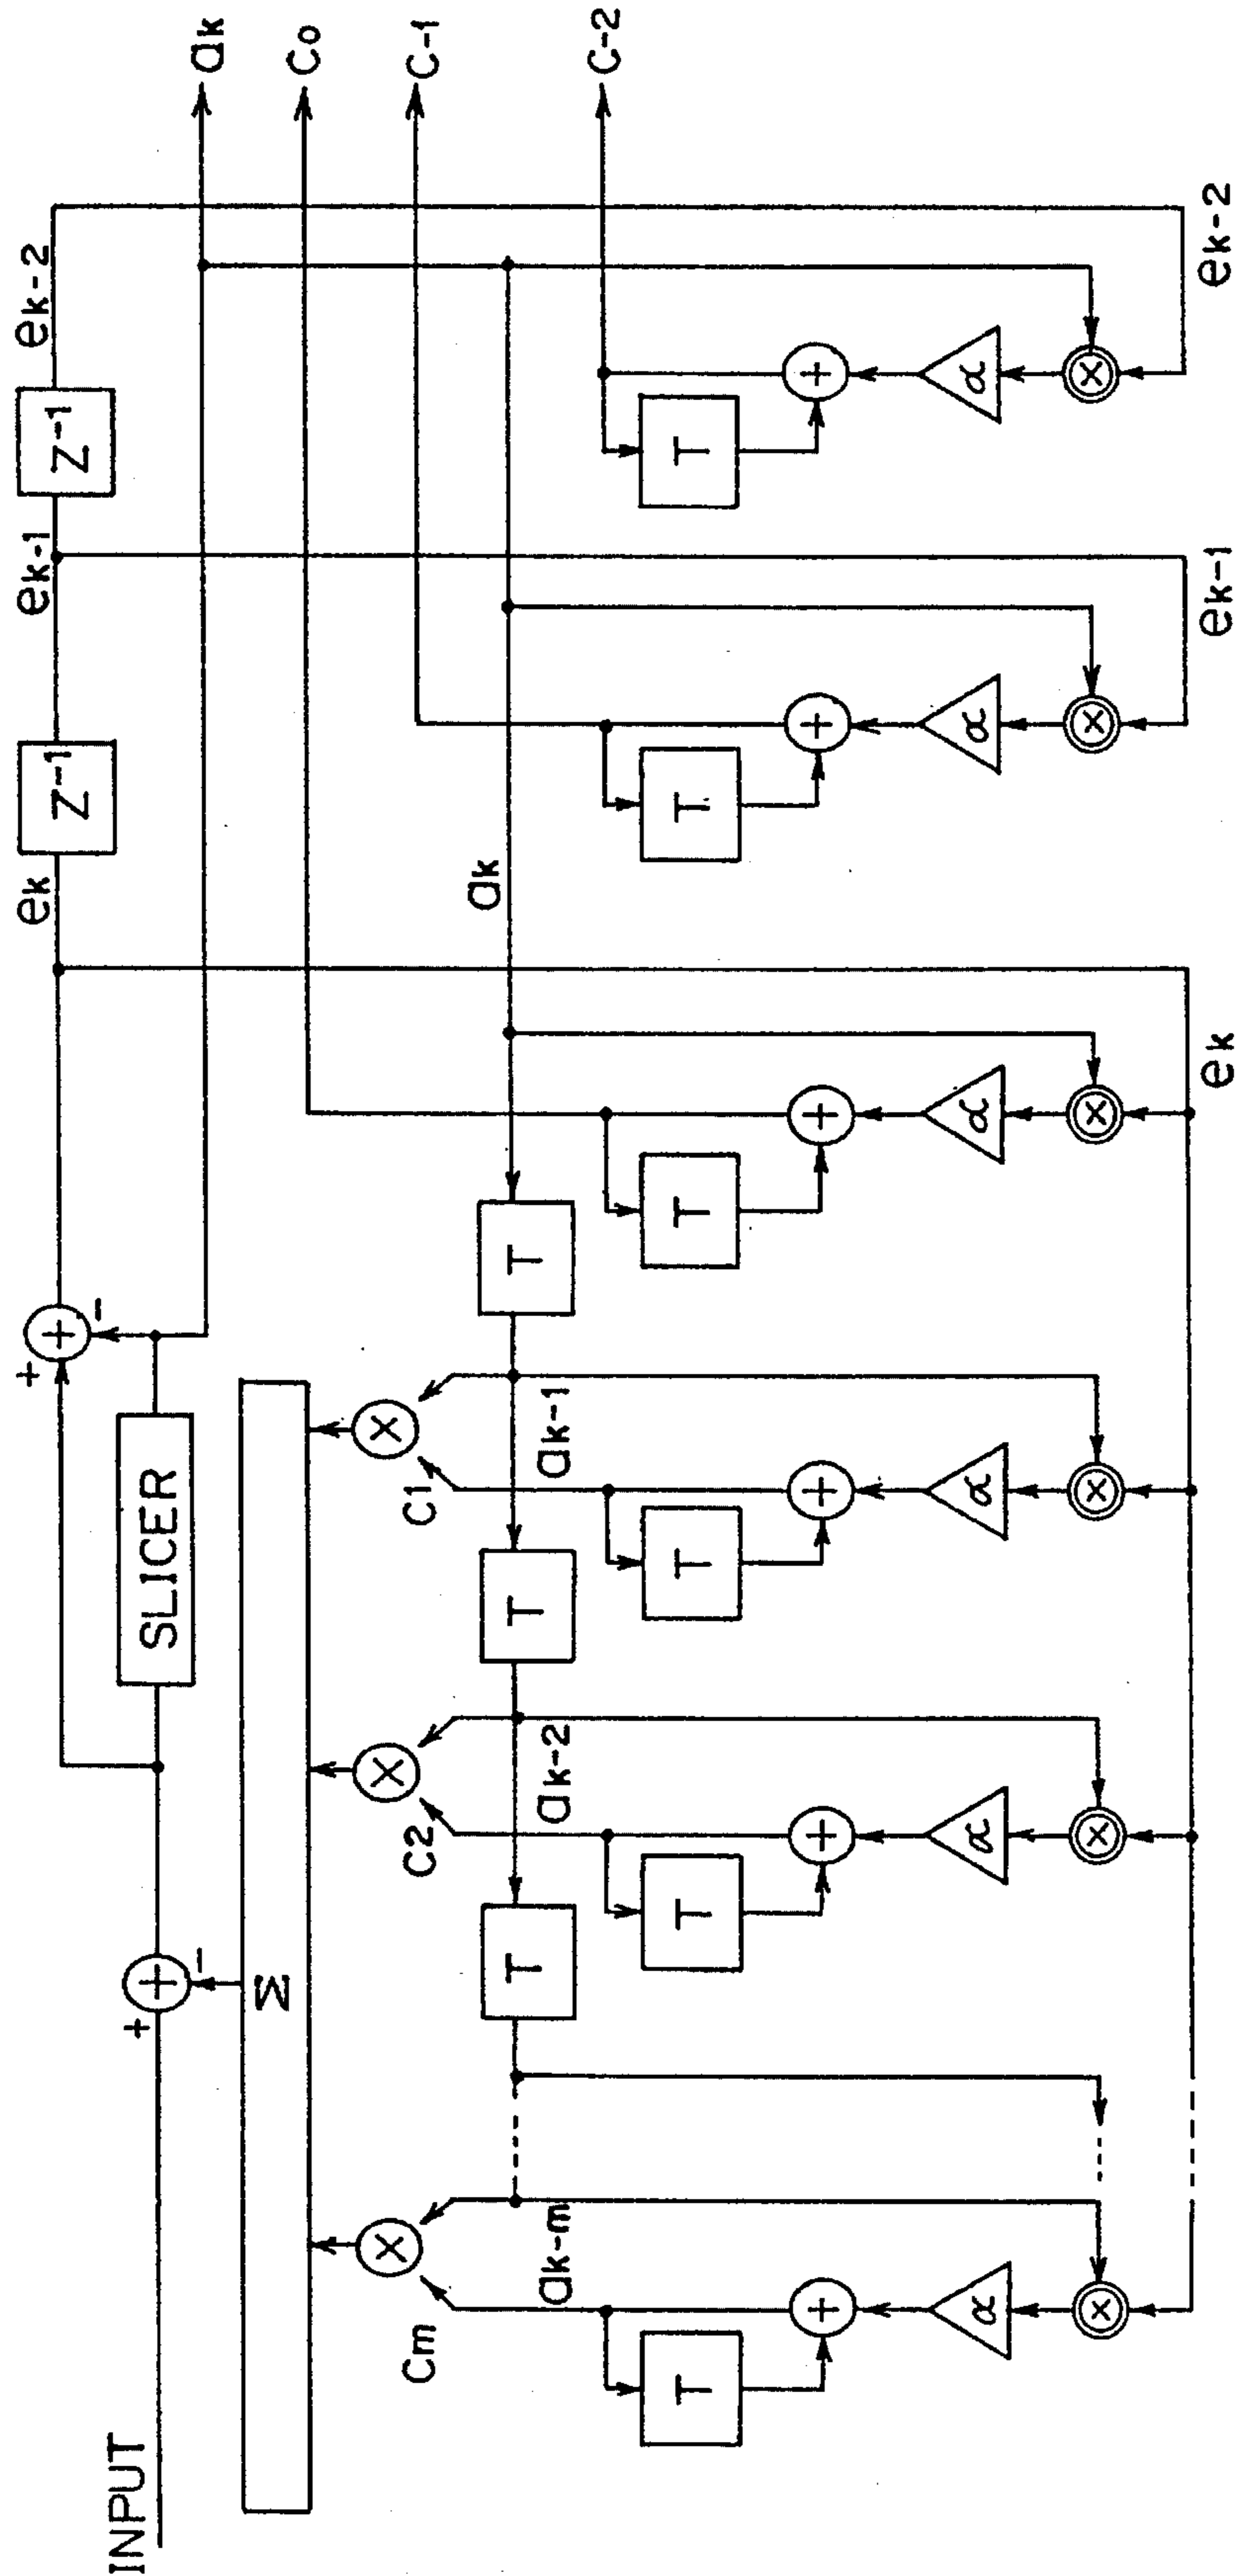 INPUT
+
+
-
Σ
SLICER
+
+
-
ek
Z⁻¹
ek-1
Z⁻¹
ek-2
ak
C0
C-1
C-2
×
×
×
Cm
C2
C1
ak-m
T
ak-2
T
ak-1
T
ak
T
T
T
T
T
T
+
+
+
+
+
+
α
α
α
α
α
α
×
×
×
×
×
×
ek
ek-1
ek-2